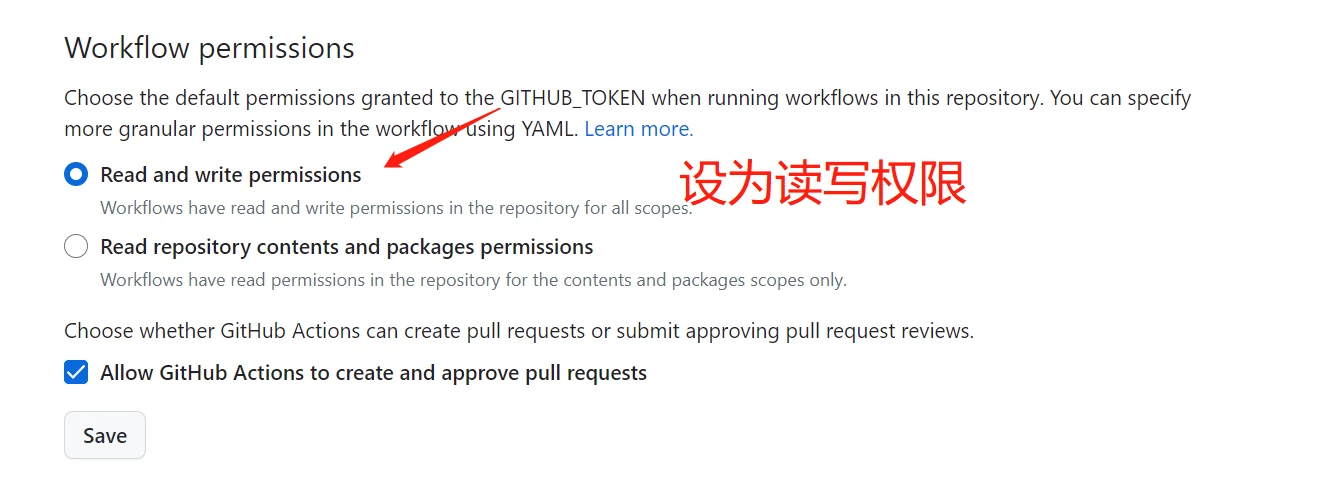 Workflow permissions
Choose the default permissions granted to the GITHUB_TOKEN when running workflows in this repository. You can specify
more granular permissions in the workflow using YAML. Learn more.
Read and write permissions
设为读写权限
Workflows have read and write permissions in the repository for all scopes.
Read repository contents and packages permissions
Workflows have read permissions in the repository for the contents and packages scopes only.
Choose whether GitHub Actions can create pull requests or submit approving pull request reviews.
Allow GitHub Actions to create and approve pull requests
Save